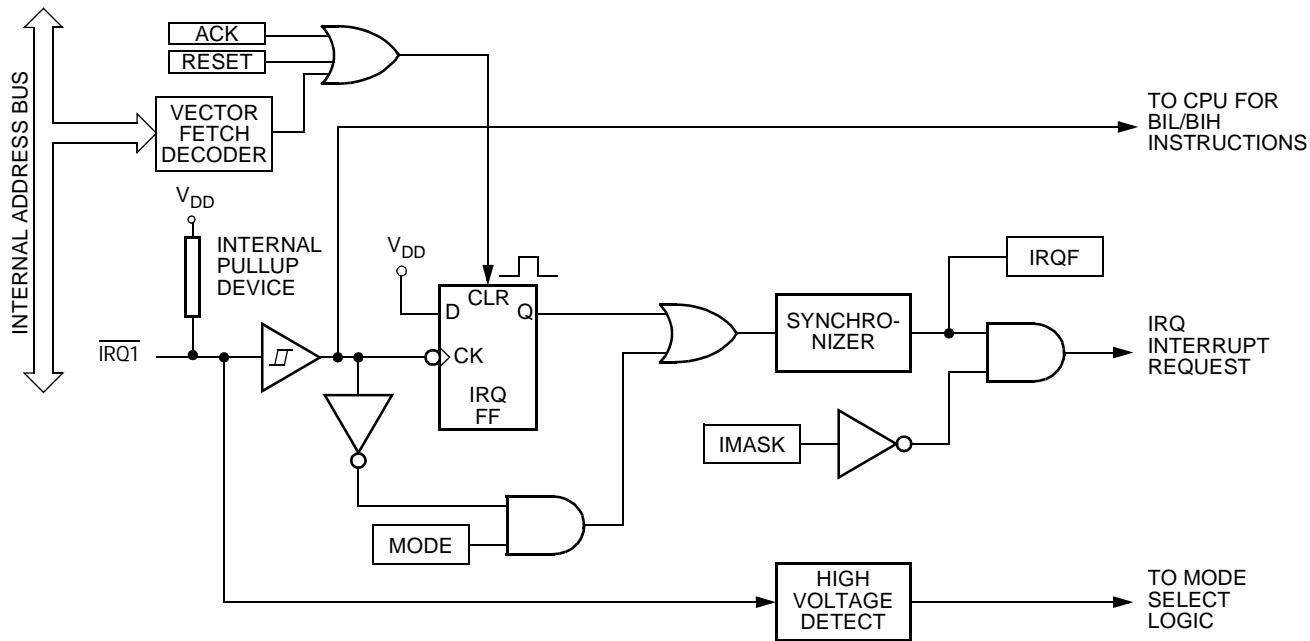 INTERNAL ADDRESS BUS
ACK
RESET
VECTOR
FETCH
DECODER
TO CPU FOR
BIL/BIH
INSTRUCTIONS
VDD
INTERNAL
PULLUP
DEVICE
VDD
IRQ1
D
CLR
Q
CK
IRQ
FF
SYNCHRO-
NIZER
IRQF
IRQ
INTERRUPT
REQUEST
IMASK
MODE
HIGH
VOLTAGE
DETECT
TO MODE
SELECT
LOGIC